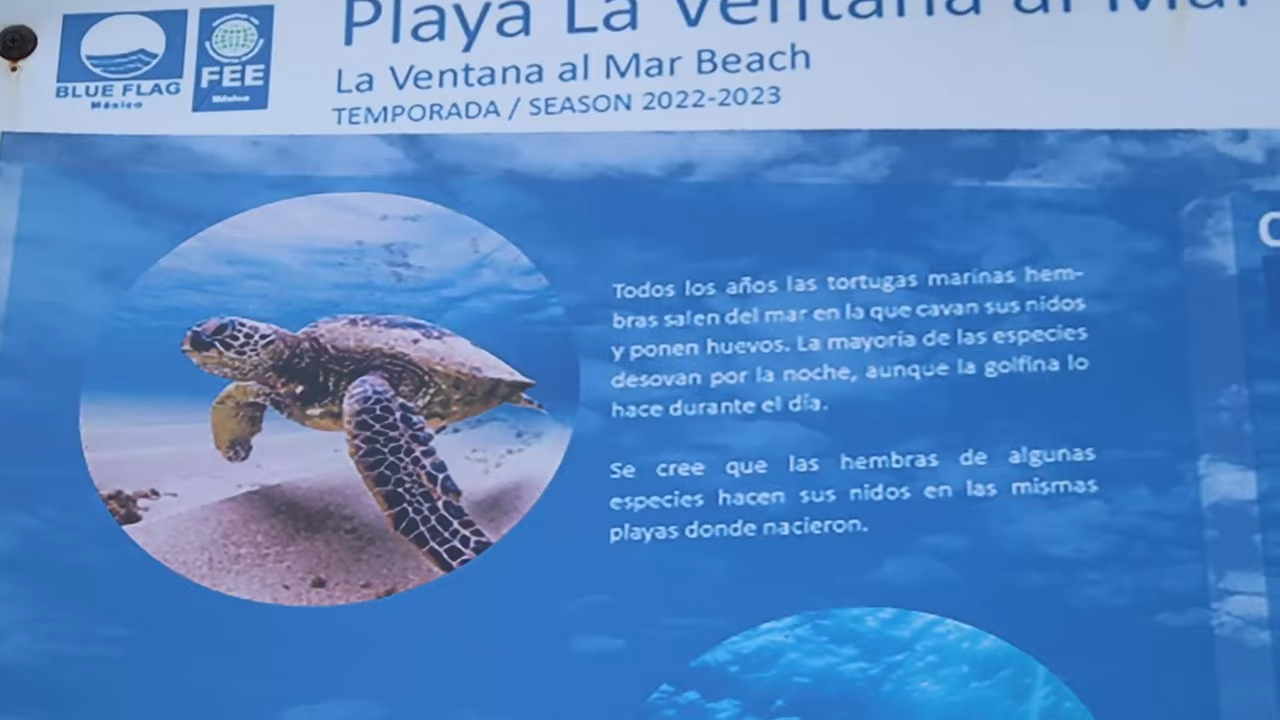 BLUE FLAG
México
FEE
México
Playa La Ventana al Mar
La Ventana al Mar Beach
TEMPORADA / SEASON 2022-2023
Todos los años las tortugas marinas hem-
bras salen del mar en la que cavan sus nidos
y ponen huevos. La mayoría de las especies
desovan por la noche, aunque la golfina lo
hace durante el día.
Se cree que las hembras de algunas
especies hacen sus nidos en las mismas
playas donde nacieron.